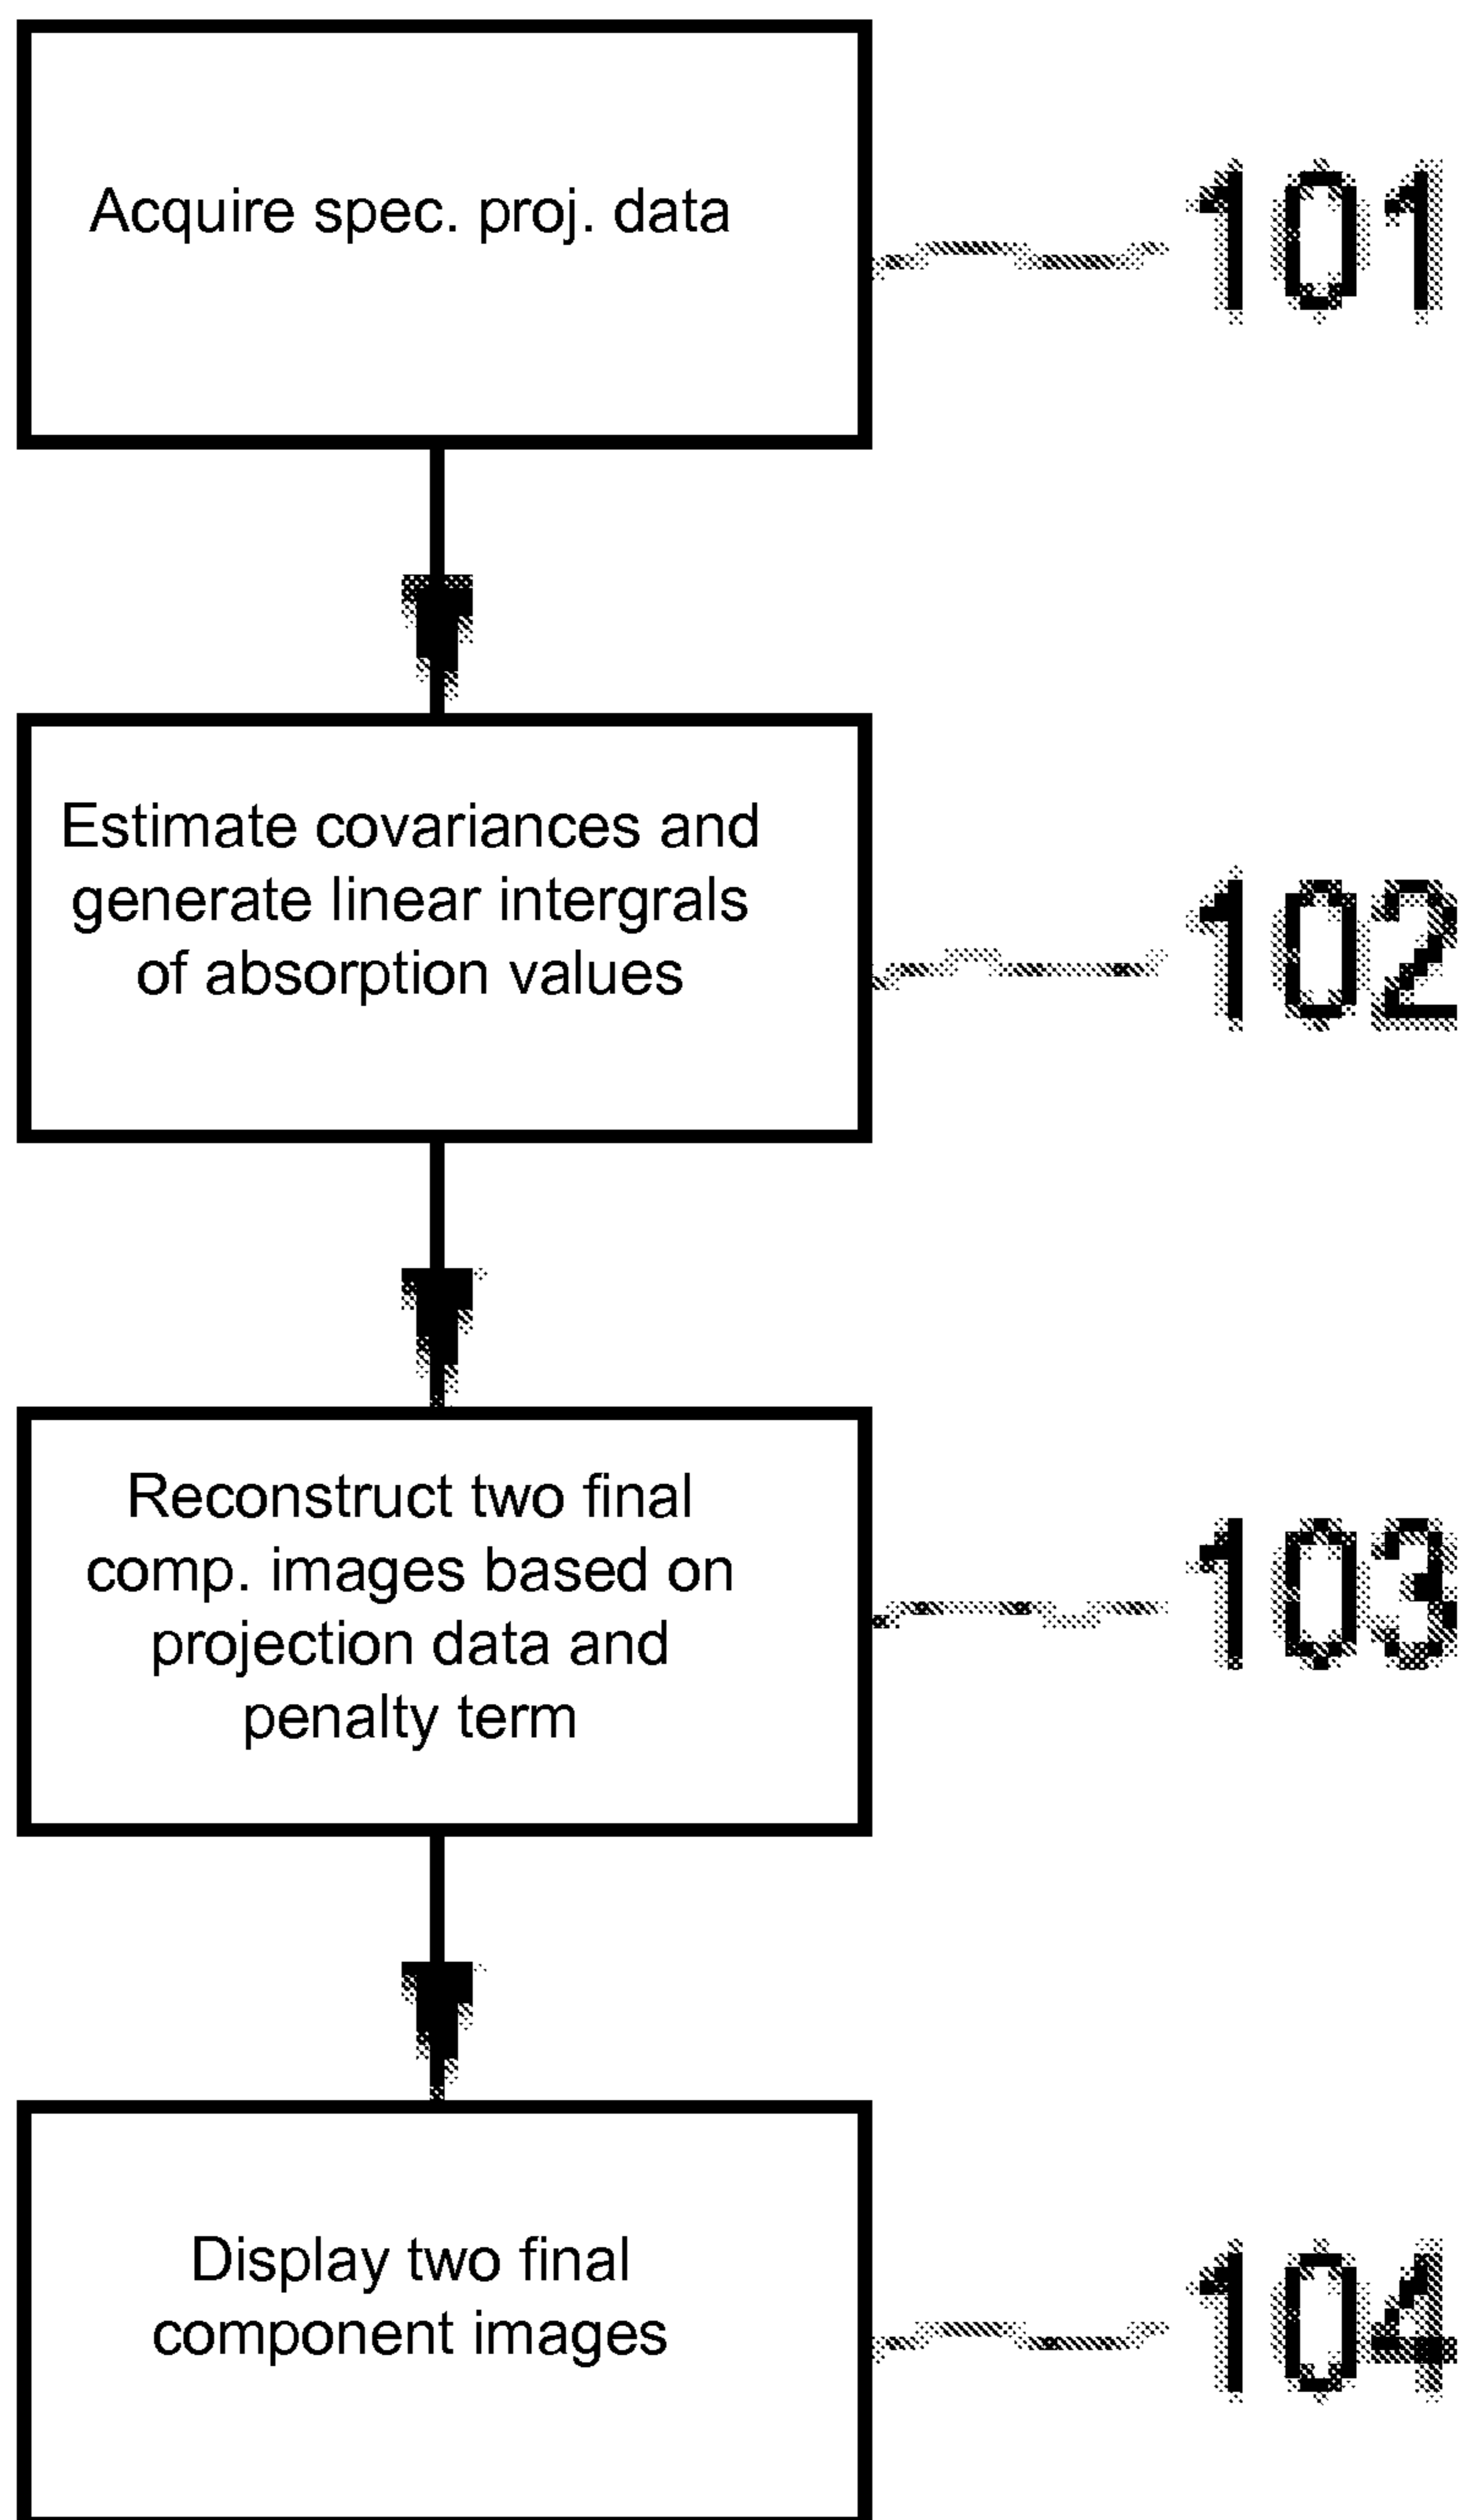 Acquire spec. proj. data
101
Estimate covariances and
generate linear intergrals
of absorption values
102
Reconstruct two final
comp. images based on
projection data and
penalty term
103
Display two final
component images
104